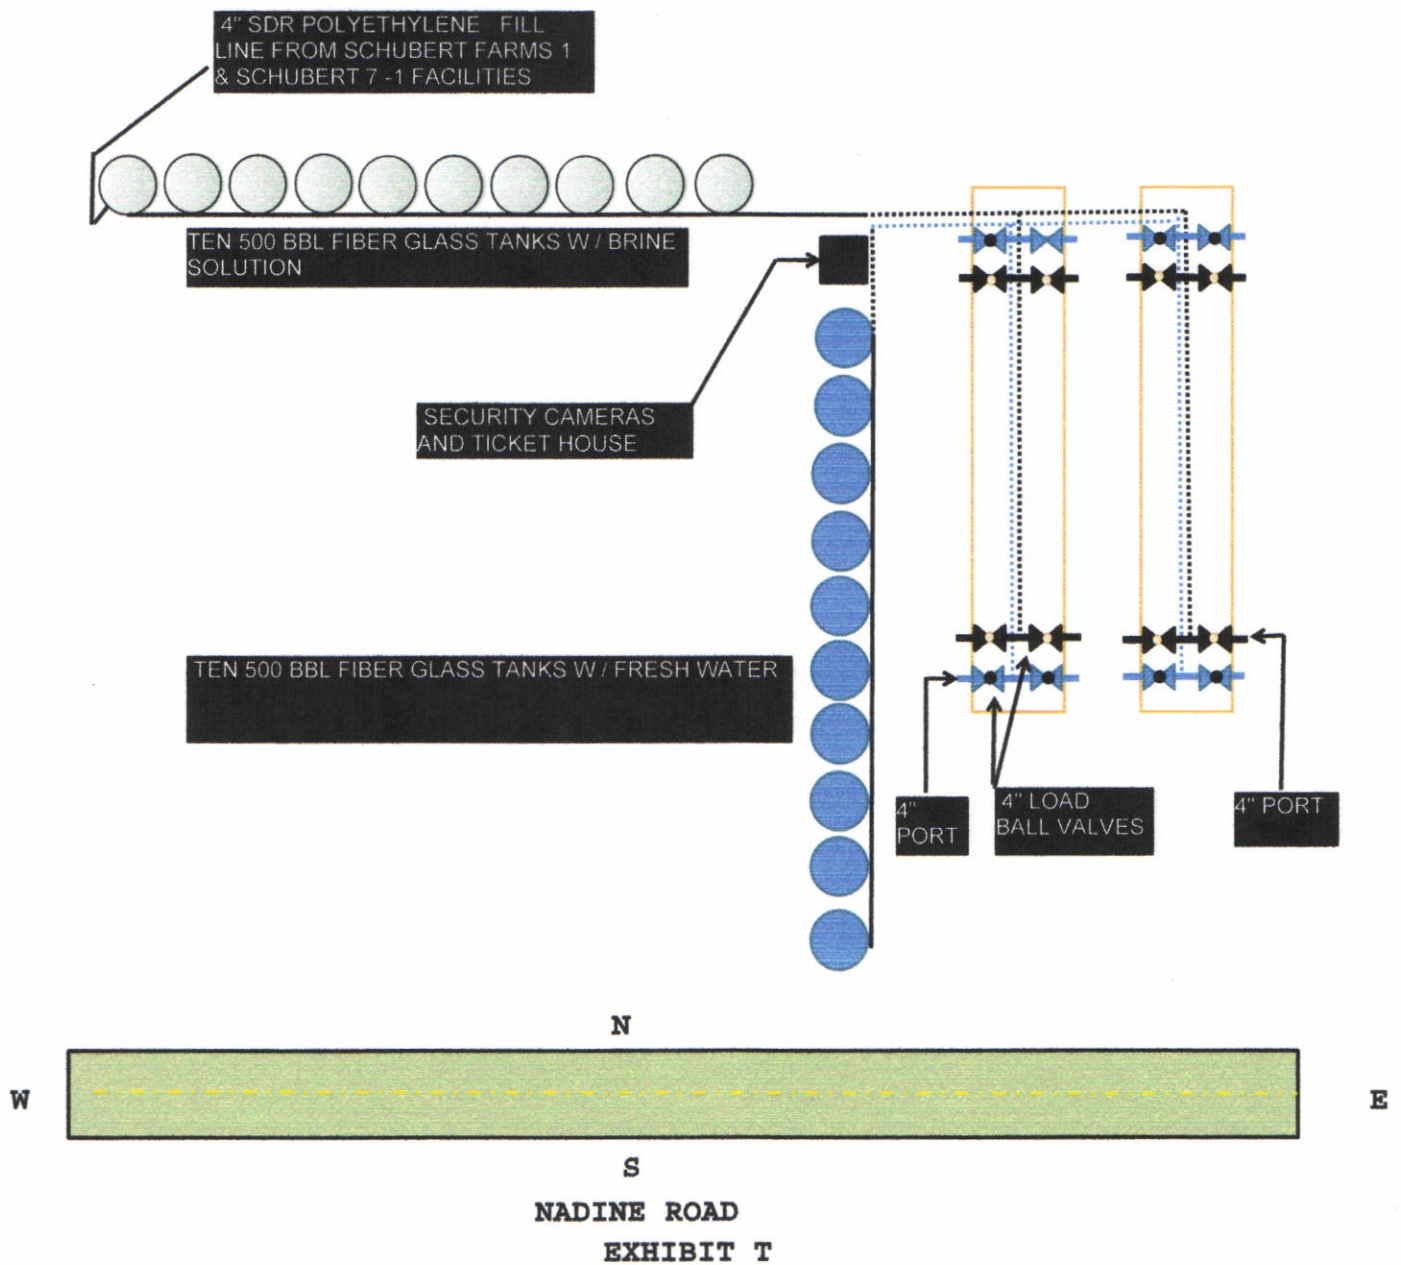 4" SDR POLYETHYLENE FILL
LINE FROM SCHUBERT FARMS 1
& SCHUBERT 7 -1 FACILITIES
TEN 500 BBL FIBER GLASS TANKS W / BRINE
SOLUTION
SECURITY CAMERAS
AND TICKET HOUSE
TEN 500 BBL FIBER GLASS TANKS W / FRESH WATER
4"
PORT
4" LOAD
BALL VALVES
4" PORT
N
W
E
S
NADINE ROAD
EXHIBIT T